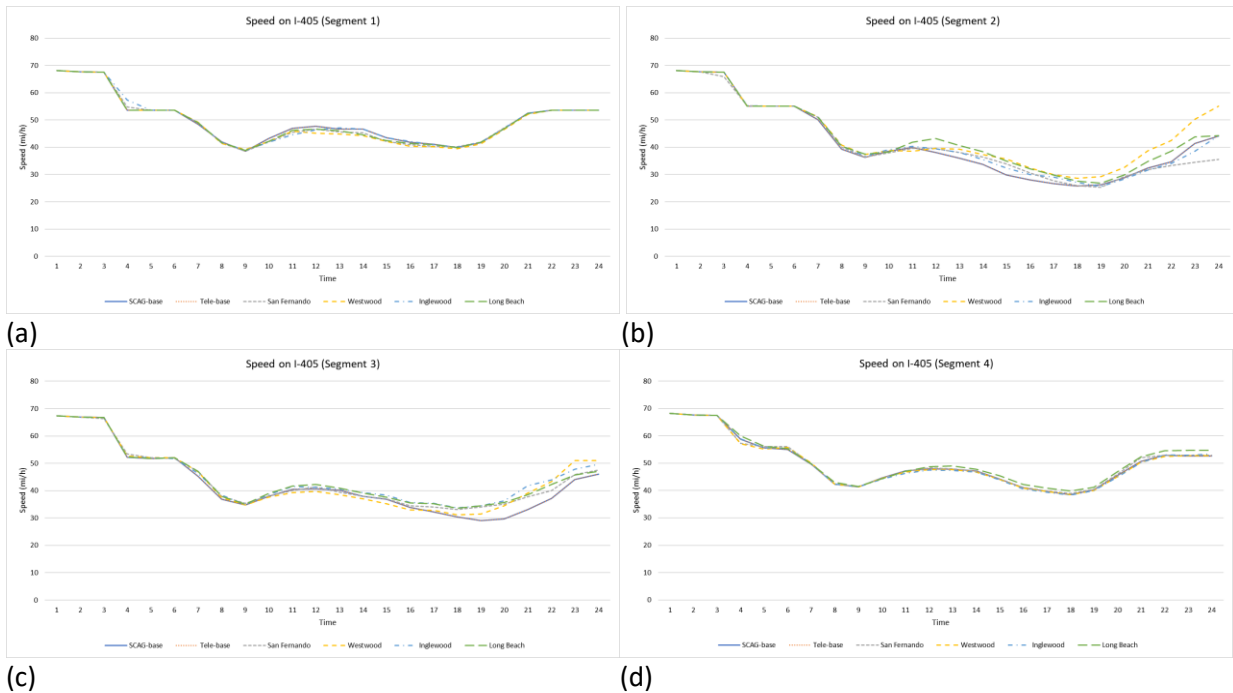 Speed on I-405 (Segment 1)
Speed (mi/h)
80
70
60
50
40
30
20
10
0
1 2 3 4 5 6 7 8 9 10 11 12 13 14 15 16 17 18 19 20 21 22 23 24
Time
SCAG-base Tele-base San Fernando Westwood Inglewood Long Beach
(a)
Speed on I-405 (Segment 2)
Speed (mi/h)
80
70
60
50
40
30
20
10
0
1 2 3 4 5 6 7 8 9 10 11 12 13 14 15 16 17 18 19 20 21 22 23 24
Time
SCAG-base Tele-base San Fernando Westwood Inglewood Long Beach
(b)
Speed on I-405 (Segment 3)
Speed (mi/h)
80
70
60
50
40
30
20
10
0
1 2 3 4 5 6 7 8 9 10 11 12 13 14 15 16 17 18 19 20 21 22 23 24
Time
SCAG-base Tele-base San Fernando Westwood Inglewood Long Beach
(c)
Speed on I-405 (Segment 4)
Speed (mi/h)
80
70
60
50
40
30
20
10
0
1 2 3 4 5 6 7 8 9 10 11 12 13 14 15 16 17 18 19 20 21 22 23 24
Time
SCAG-base Tele-base San Fernando Westwood Inglewood Long Beach
(d)